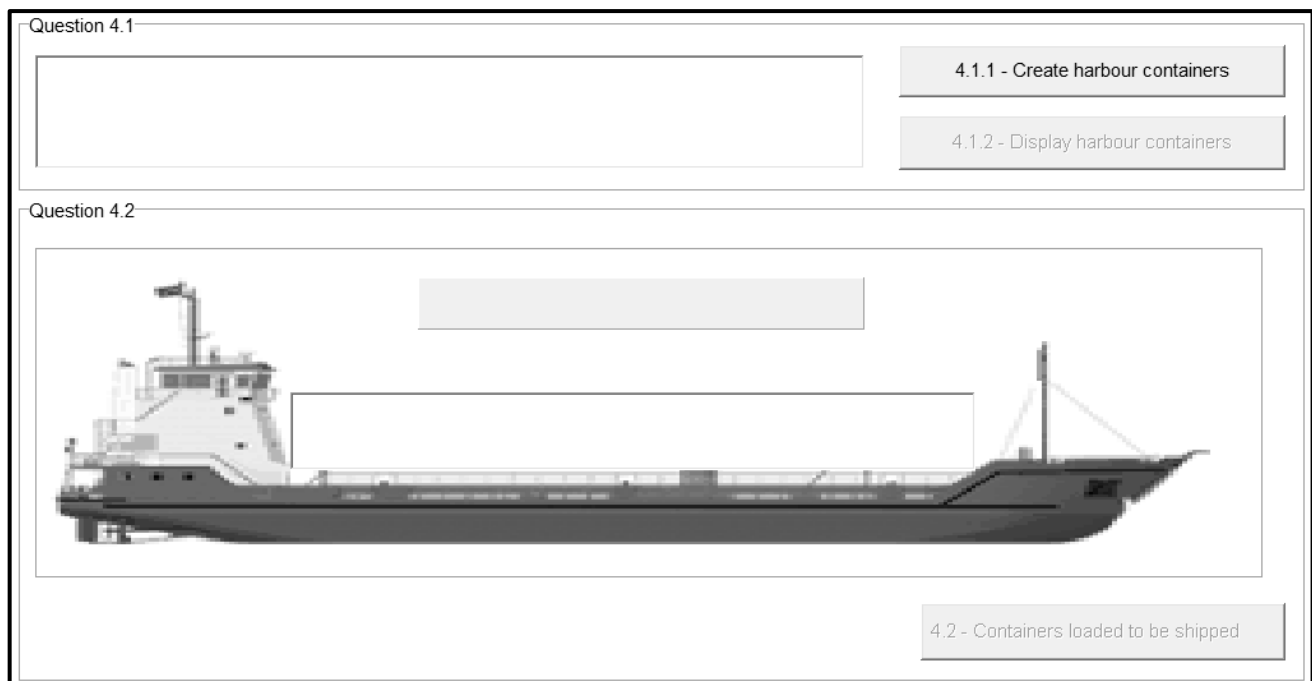 Question 4.1
4.1.1 - Create harbour containers
4.1.2 - Display harbour containers
Question 4.2
4.2 - Containers loaded to be shipped